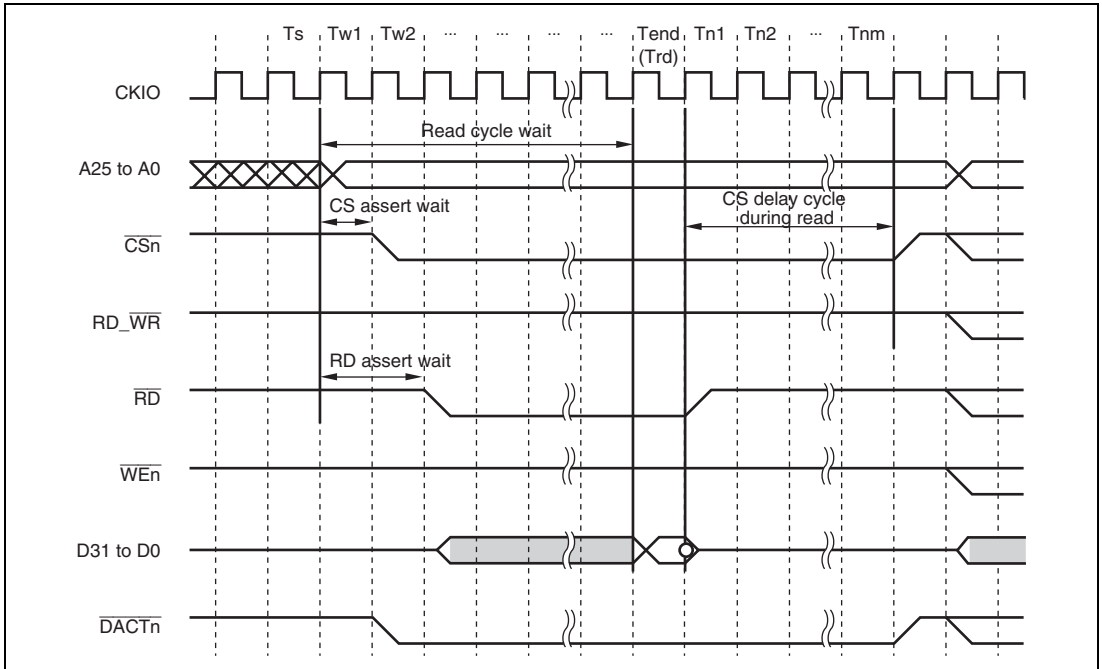 Ts Tw1 Tw2 ... ... ... ... Tend Tn1 Tn2 ... Tnm
(Trd)
CKIO
Read cycle wait
A25 to A0
CS assert wait
CS delay cycle
during read
CSn
RD_WR
RD assert wait
RD
WEn
D31 to D0
DACTn